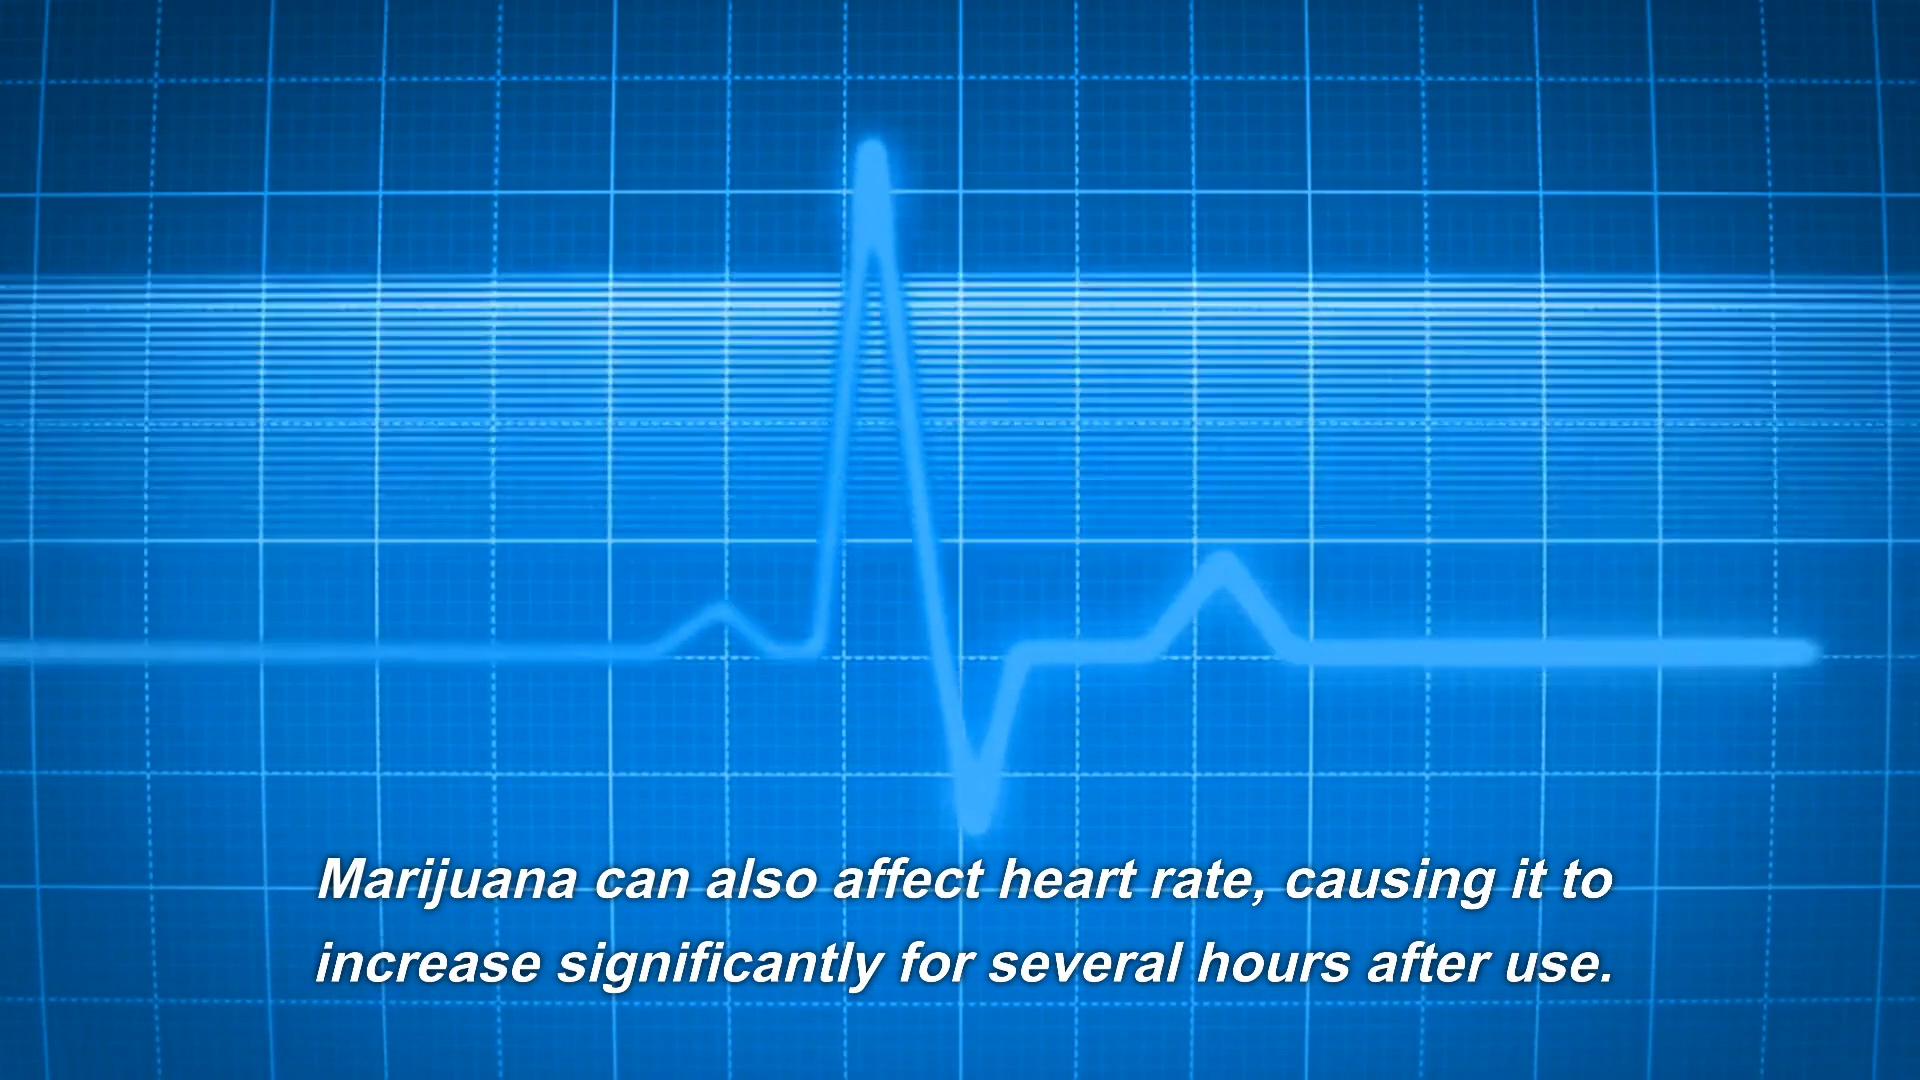 Marijuana can also affect heart rate, causing it to
increase significantly for several hours after use.